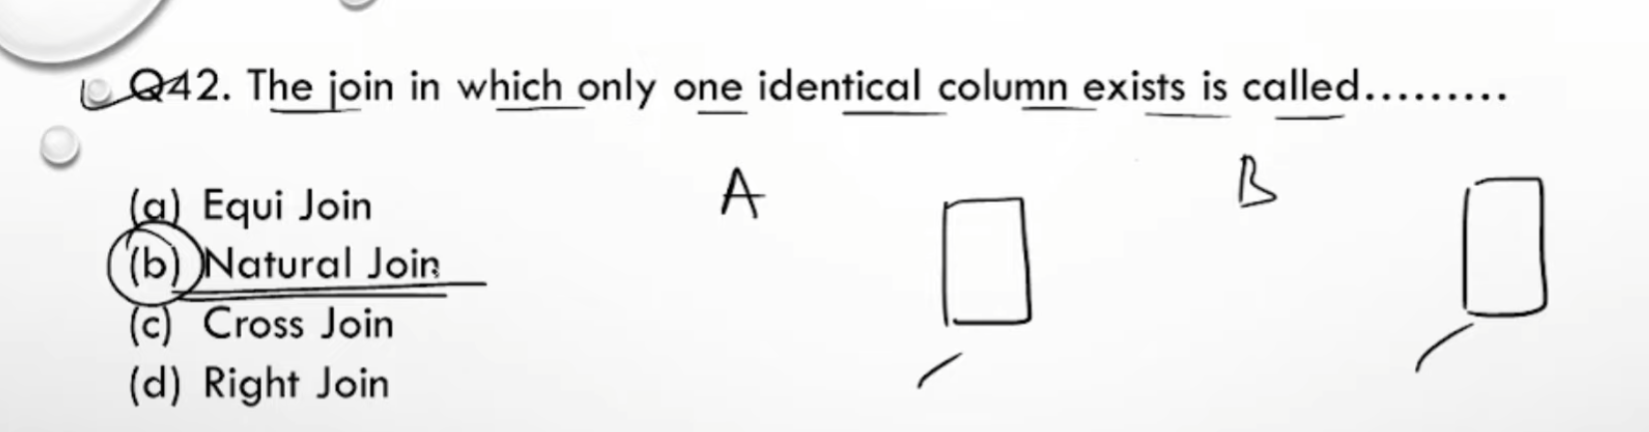 Q42. The join in which only one identical column exists is called.........
A B
(a) Equi Join
(b) Natural Join
(c) Cross Join
(d) Right Join